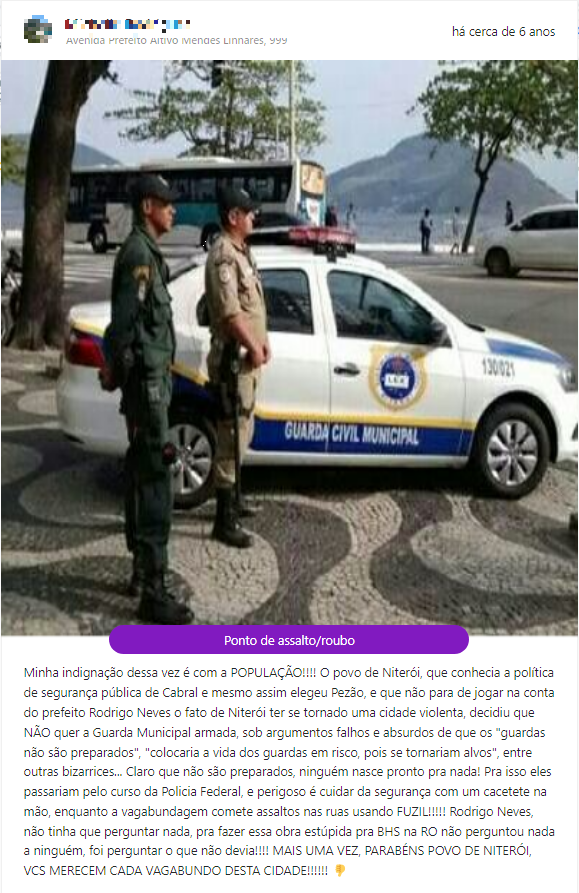 há cerca de 6 anos
Avenida Prefeito Altivo Mendes Linhares, 999
130/021
GUARDA CIVIL MUNICIPAL
Ponto de assalto/roubo
Minha indignação dessa vez é com a POPULAÇÃO!!!! O povo de Niterói, que conhecia a política
de segurança pública de Cabral e mesmo assim elegeu Pezão, e que não para de jogar na conta
do prefeito Rodrigo Neves o fato de Niterói ter se tornado uma cidade violenta, decidiu que
NÃO quer a Guarda Municipal armada, sob argumentos falhos e absurdos de que os "guardas
não são preparados", "colocaria a vida dos guardas em risco, pois se tornariam alvos", entre
outras bizarrices... Claro que não são preparados, ninguém nasce pronto pra nada! Pra isso eles
passariam pelo curso da Policia Federal, e perigoso é cuidar da segurança com um cacetete na
mão, enquanto a vagabundagem comete assaltos nas ruas usando FUZIL!!!!! Rodrigo Neves,
não tinha que perguntar nada, pra fazer essa obra estúpida pra BHS na RO não perguntou nada
a ninguém, foi perguntar o que não devia!!!! MAIS UMA VEZ, PARABÉNS POVO DE NITERÓI,
VCS MERECEM CADA VAGABUNDO DESTA CIDADE!!!!!! 👎